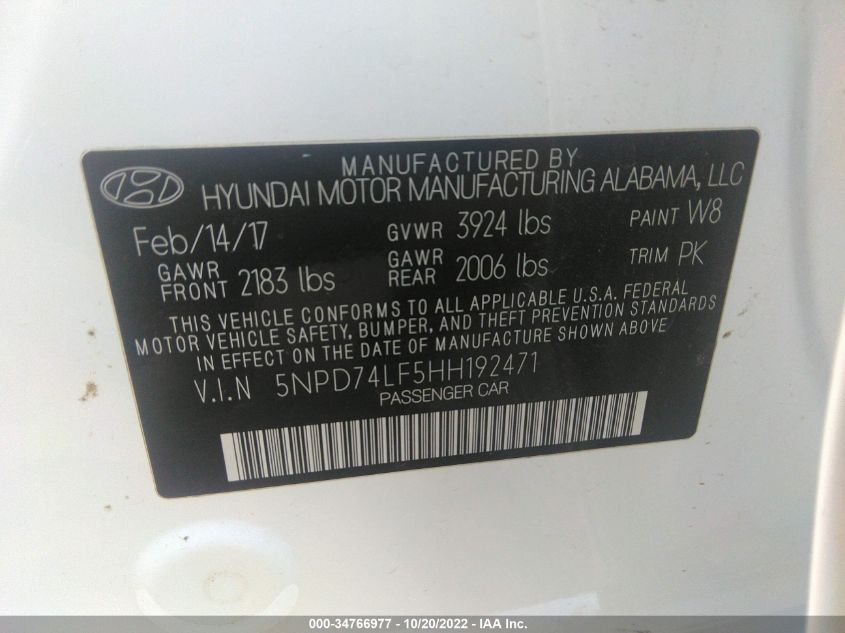 MANUFACTURED BY
HYUNDAI MOTOR MANUFACTURING ALABAMA, LLC
Feb/14/17 GVWR 3924 lbs PAINT W8
GAWR FRONT 2183 lbs GAWR REAR 2006 lbs TRIM PK
THIS VEHICLE CONFORMS TO ALL APPLICABLE U.S.A. FEDERAL
MOTOR VEHICLE SAFETY, BUMPER, AND THEFT PREVENTION STANDARDS
IN EFFECT ON THE DATE OF MANUFACTURE SHOWN ABOVE
V.I.N 5NPD74LF5HH192471
PASSENGER CAR
000-34766977 - 10/20/2022 - IAA Inc.